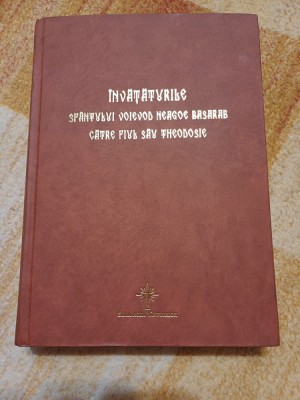 ÎNVĂȚĂTURILE
SFÂNTULUI VOIEVOD NEAGOE BASARAB
CĂTRE FIUL SĂU THEODOSIE